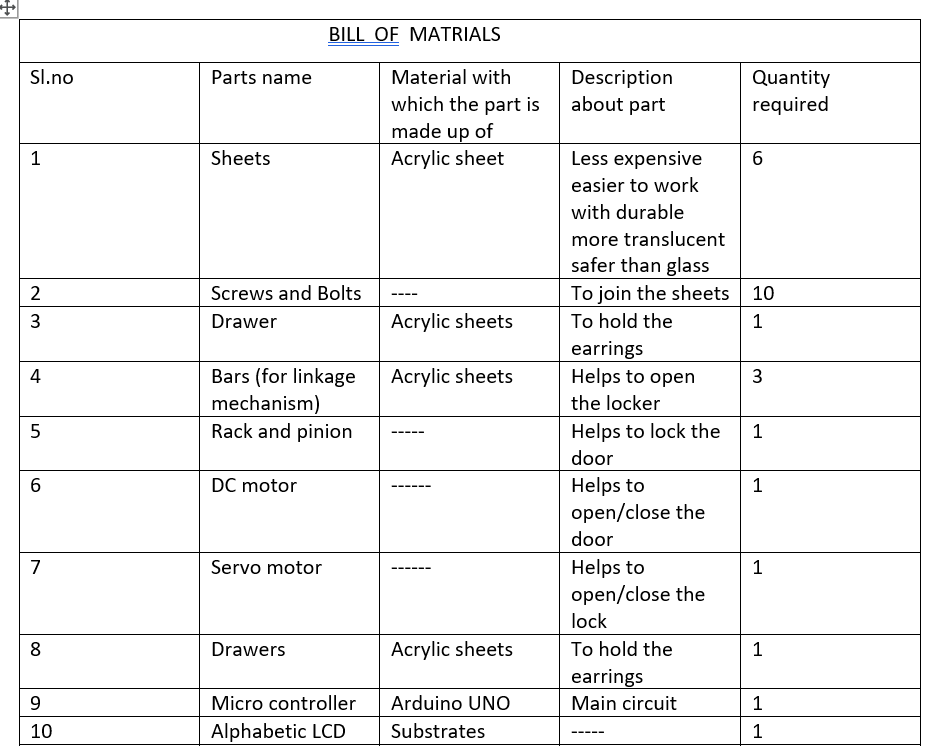 BILL OF MATRIALS
Sl.no Parts name Material with Description Quantity
which the part is about part required
made up of
1 Sheets Acrylic sheet Less expensive 6
easier to work
with durable
more translucent
safer than glass
2 Screws and Bolts ---- To join the sheets 10
3 Drawer Acrylic sheets To hold the 1
earrings
4 Bars (for linkage Acrylic sheets Helps to open 3
mechanism) the locker
5 Rack and pinion ----- Helps to lock the 1
door
6 DC motor ------ Helps to 1
open/close the
door
7 Servo motor ------ Helps to 1
open/close the
lock
8 Drawers Acrylic sheets To hold the 1
earrings
9 Micro controller Arduino UNO Main circuit 1
10 Alphabetic LCD Substrates ----- 1